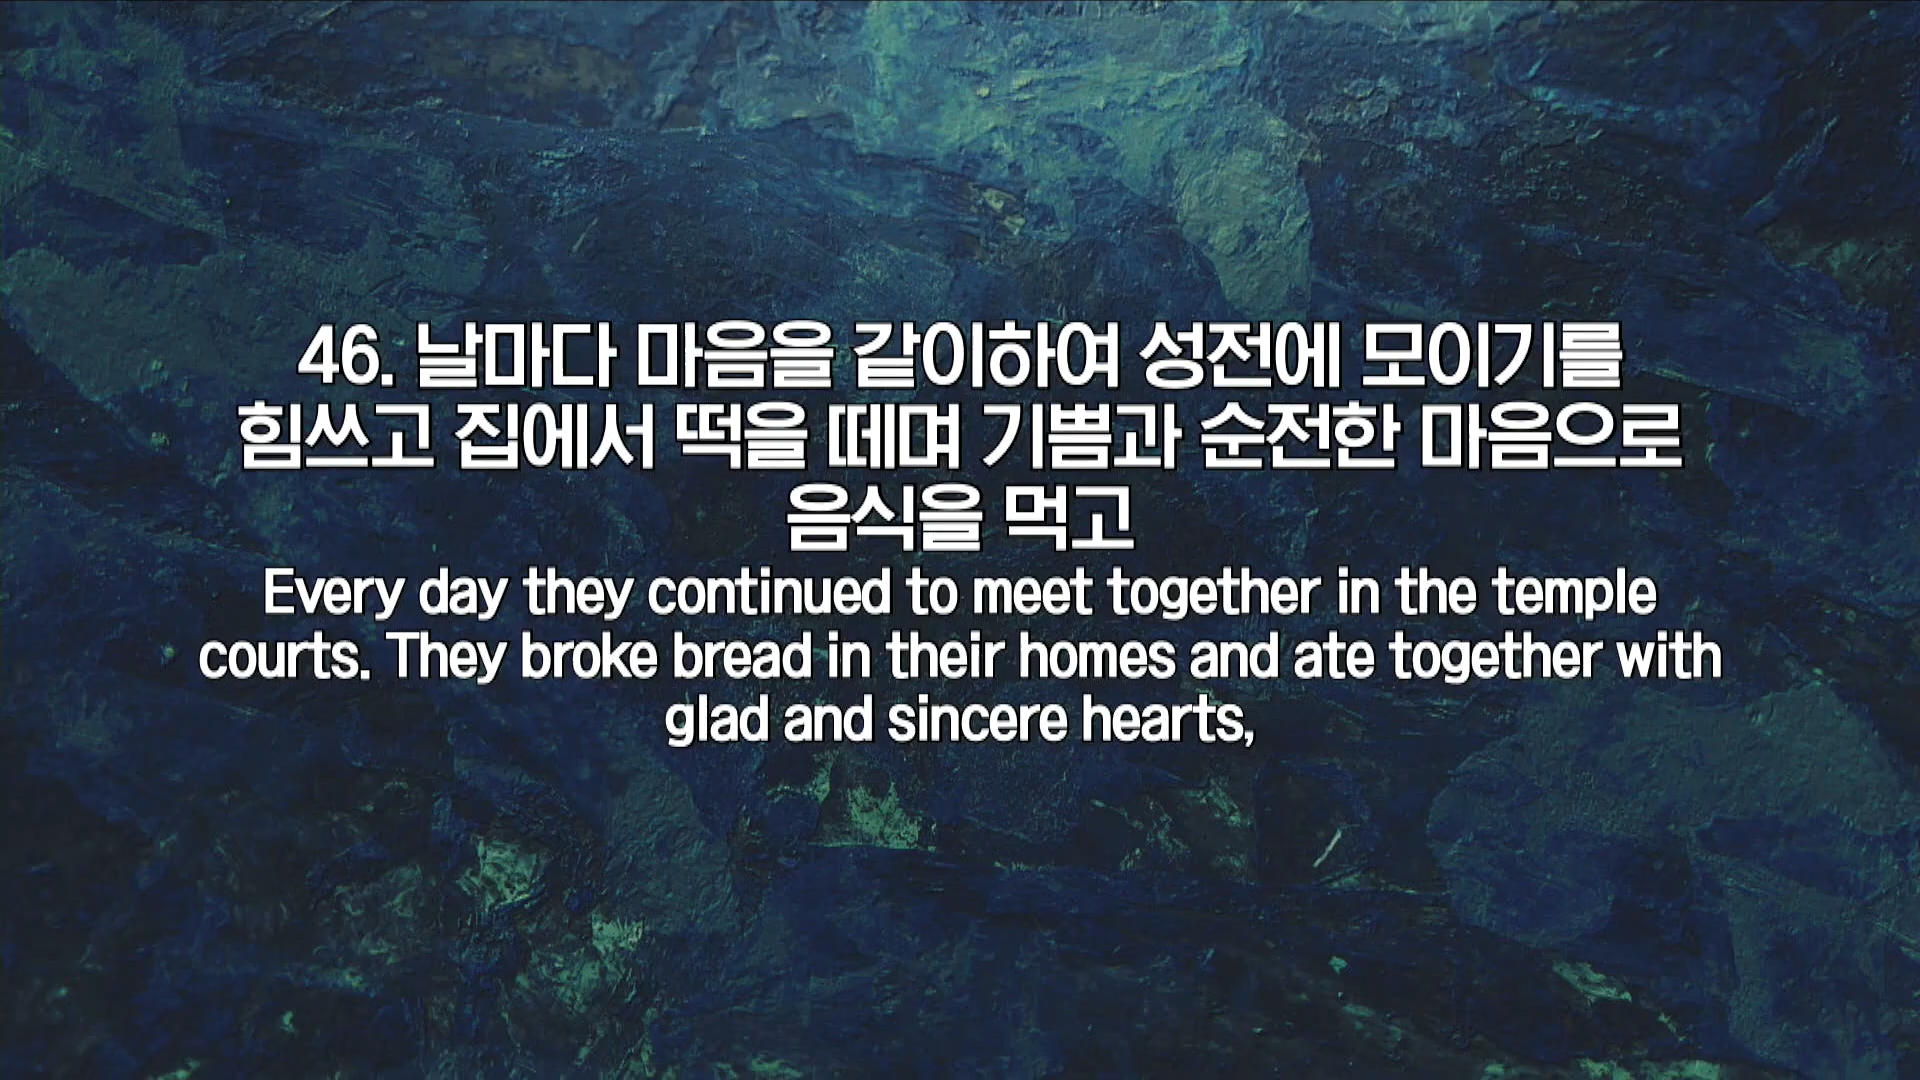 46. 날마다 마음을 같이하여 성전에 모이기를
힘쓰고 집에서 떡을 떼며 기쁨과 순전한 마음으로
음식을 먹고
Every day they continued to meet together in the temple
courts. They broke bread in their homes and ate together with
glad and sincere hearts,